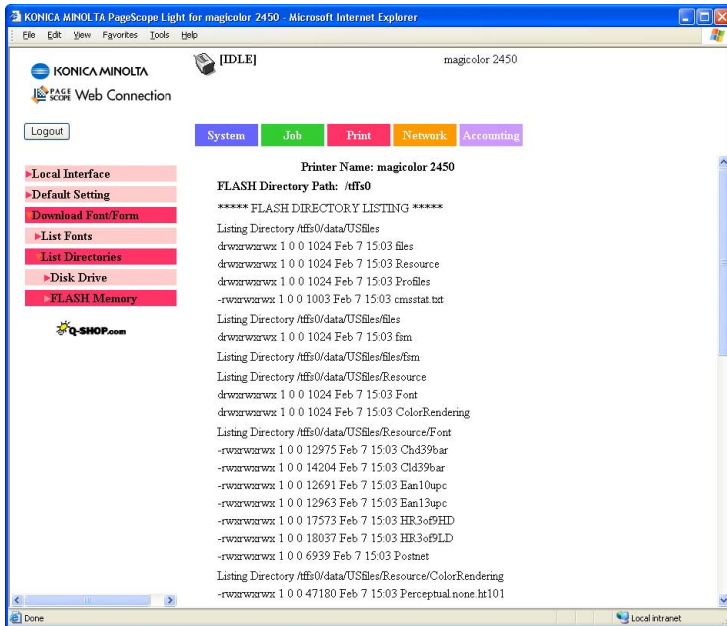 KONICA MINOLTA PageScope Light for magicolor 2450 - Microsoft Internet Explorer
File Edit View Favorites Tools Help
KONICA MINOLTA
PAGE SCOPE Web Connection
[IDLE]
magicolor 2450
Logout
System Job Print Network Accounting
Local Interface
Default Setting
Download Font/Form
List Fonts
List Directories
Disk Drive
FLASH Memory
Q-SHOP.com
Printer Name: magicolor 2450
FLASH Directory Path: /tffs0
***** FLASH DIRECTORY LISTING *****
Listing Directory /tffs0/data/USfiles
drwxrwxrwx 1 0 0 1024 Feb 7 15:03 files
drwxrwxrwx 1 0 0 1024 Feb 7 15:03 Resource
drwxrwxrwx 1 0 0 1024 Feb 7 15:03 Profiles
-rwxrwxrwx 1 0 0 1003 Feb 7 15:03 cmsstat.txt
Listing Directory /tffs0/data/USfiles/files
drwxrwxrwx 1 0 0 1024 Feb 7 15:03 fsm
Listing Directory /tffs0/data/USfiles/files/fsm
Listing Directory /tffs0/data/USfiles/Resource
drwxrwxrwx 1 0 0 1024 Feb 7 15:03 Font
drwxrwxrwx 1 0 0 1024 Feb 7 15:03 ColorRendering
Listing Directory /tffs0/data/USfiles/Resource/Font
-rwxrwxrwx 1 0 0 12975 Feb 7 15:03 Chd39bar
-rwxrwxrwx 1 0 0 14204 Feb 7 15:03 Cld39bar
-rwxrwxrwx 1 0 0 12691 Feb 7 15:03 Ean10upc
-rwxrwxrwx 1 0 0 12963 Feb 7 15:03 Ean13upc
-rwxrwxrwx 1 0 0 17573 Feb 7 15:03 HR3of9HD
-rwxrwxrwx 1 0 0 18037 Feb 7 15:03 HR3of9LD
-rwxrwxrwx 1 0 0 6939 Feb 7 15:03 Postnet
Listing Directory /tffs0/data/USfiles/Resource/ColorRendering
-rwxrwxrwx 1 0 0 47180 Feb 7 15:03 Perceptual.none.ht101
Done
Local intranet